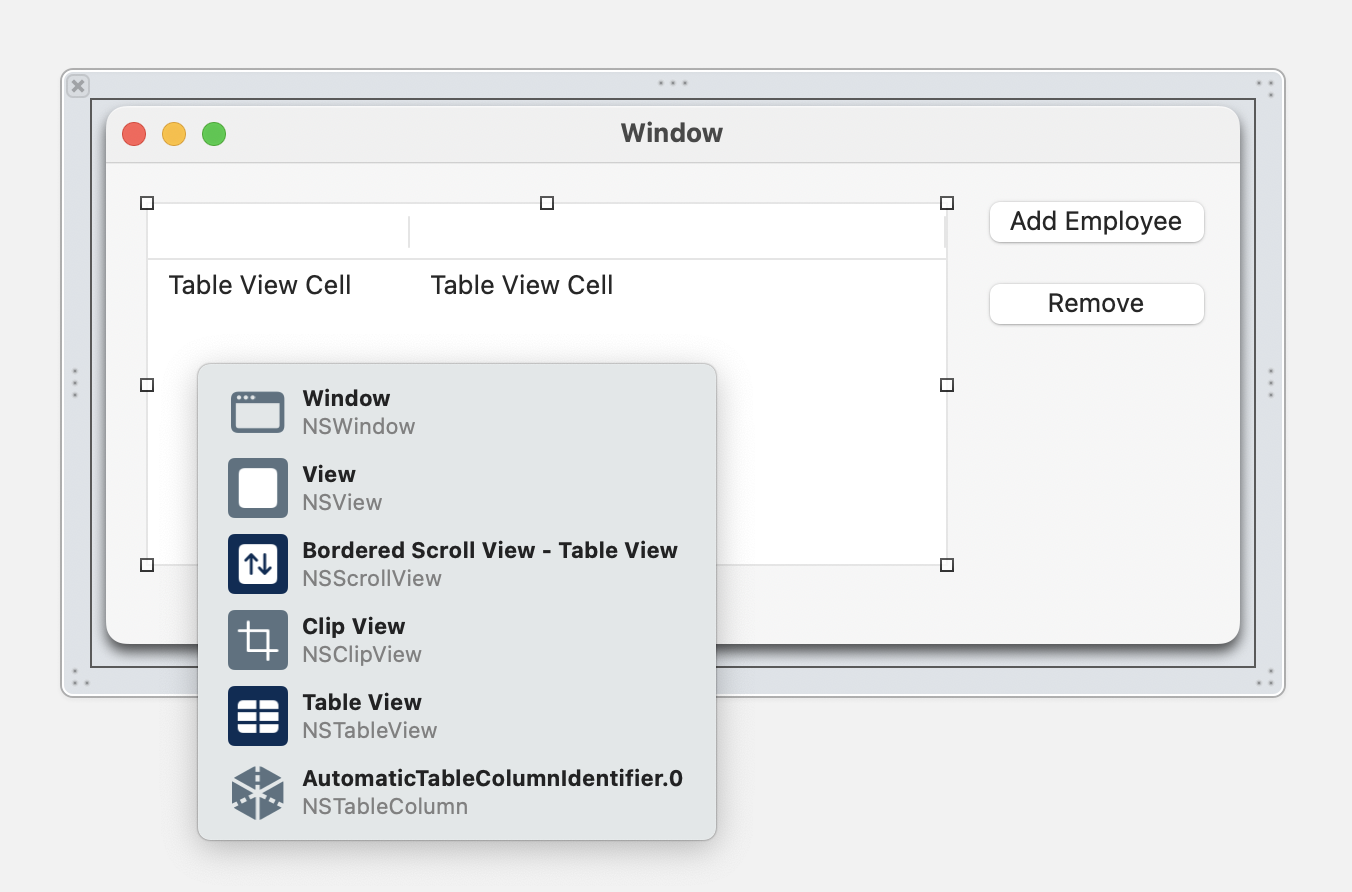 Window
Add Employee
Table View Cell Table View Cell
Remove
Window
NSWindow
View
NSView
Bordered Scroll View - Table View
NSScrollView
Clip View
NSClipView
Table View
NSTableView
AutomaticTableColumnIdentifier.0
NSTableColumn